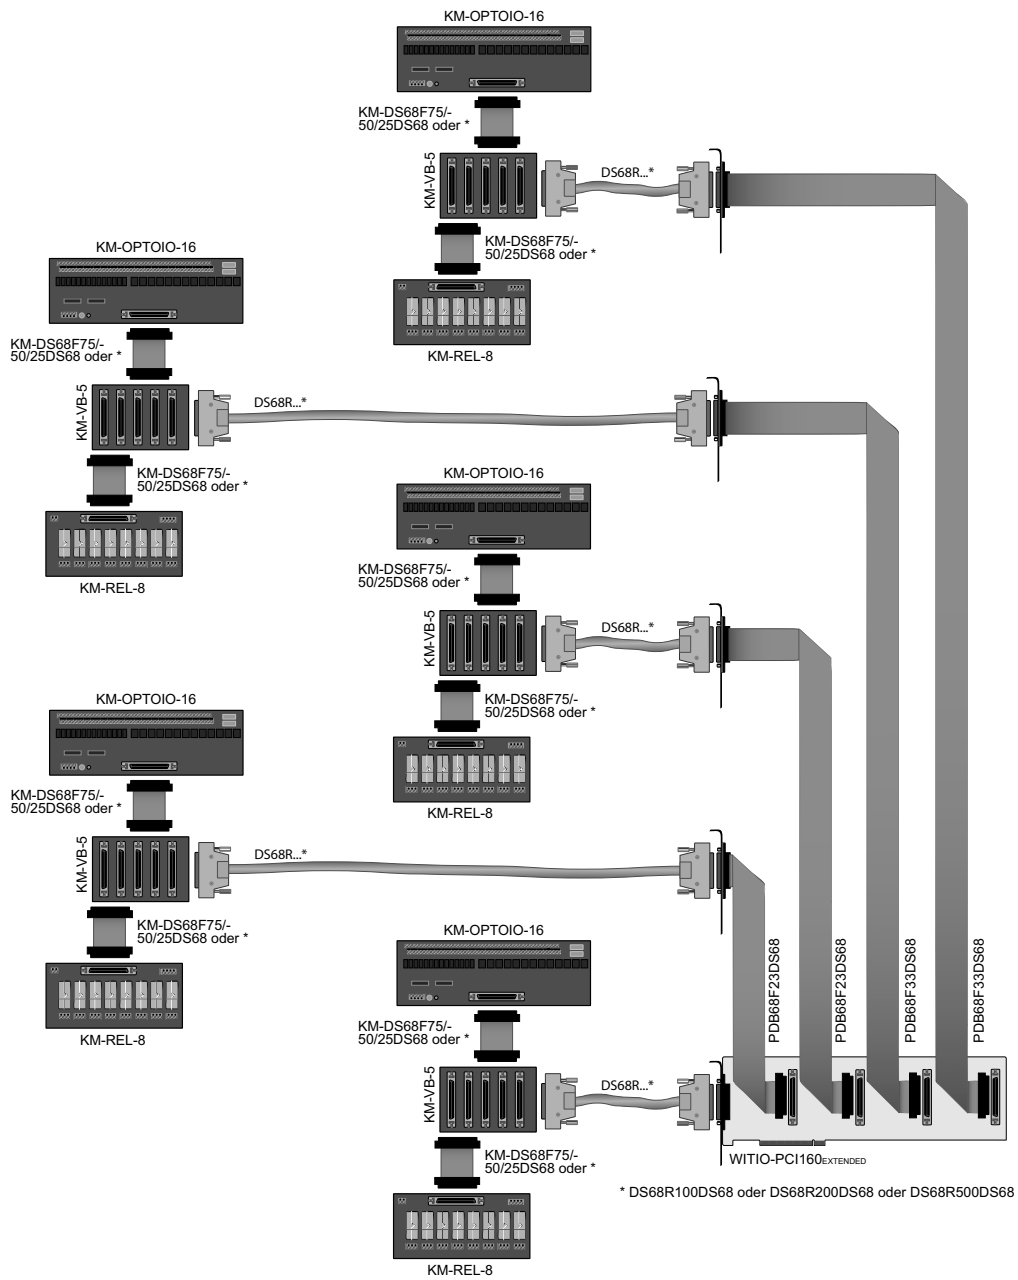 KM-OPTOIO-16
KM-DS68F75/-
50/25DS68 oder *
KM-VB-5
DS68R...*
KM-DS68F75/-
50/25DS68 oder *
KM-REL-8
KM-OPTOIO-16
KM-DS68F75/-
50/25DS68 oder *
KM-VB-5
DS68R...*
KM-DS68F75/-
50/25DS68 oder *
KM-REL-8
KM-OPTOIO-16
KM-DS68F75/-
50/25DS68 oder *
KM-VB-5
DS68R...*
KM-DS68F75/-
50/25DS68 oder *
KM-REL-8
KM-OPTOIO-16
KM-DS68F75/-
50/25DS68 oder *
KM-VB-5
DS68R...*
KM-DS68F75/-
50/25DS68 oder *
KM-REL-8
KM-OPTOIO-16
KM-DS68F75/-
50/25DS68 oder *
KM-VB-5
DS68R...*
KM-DS68F75/-
50/25DS68 oder *
KM-REL-8
PDB68F23DS68
PDB68F23DS68
PDB68F33DS68
PDB68F33DS68
WITIO-PCI160EXTENDED
* DS68R100DS68 oder DS68R200DS68 oder DS68R500DS68